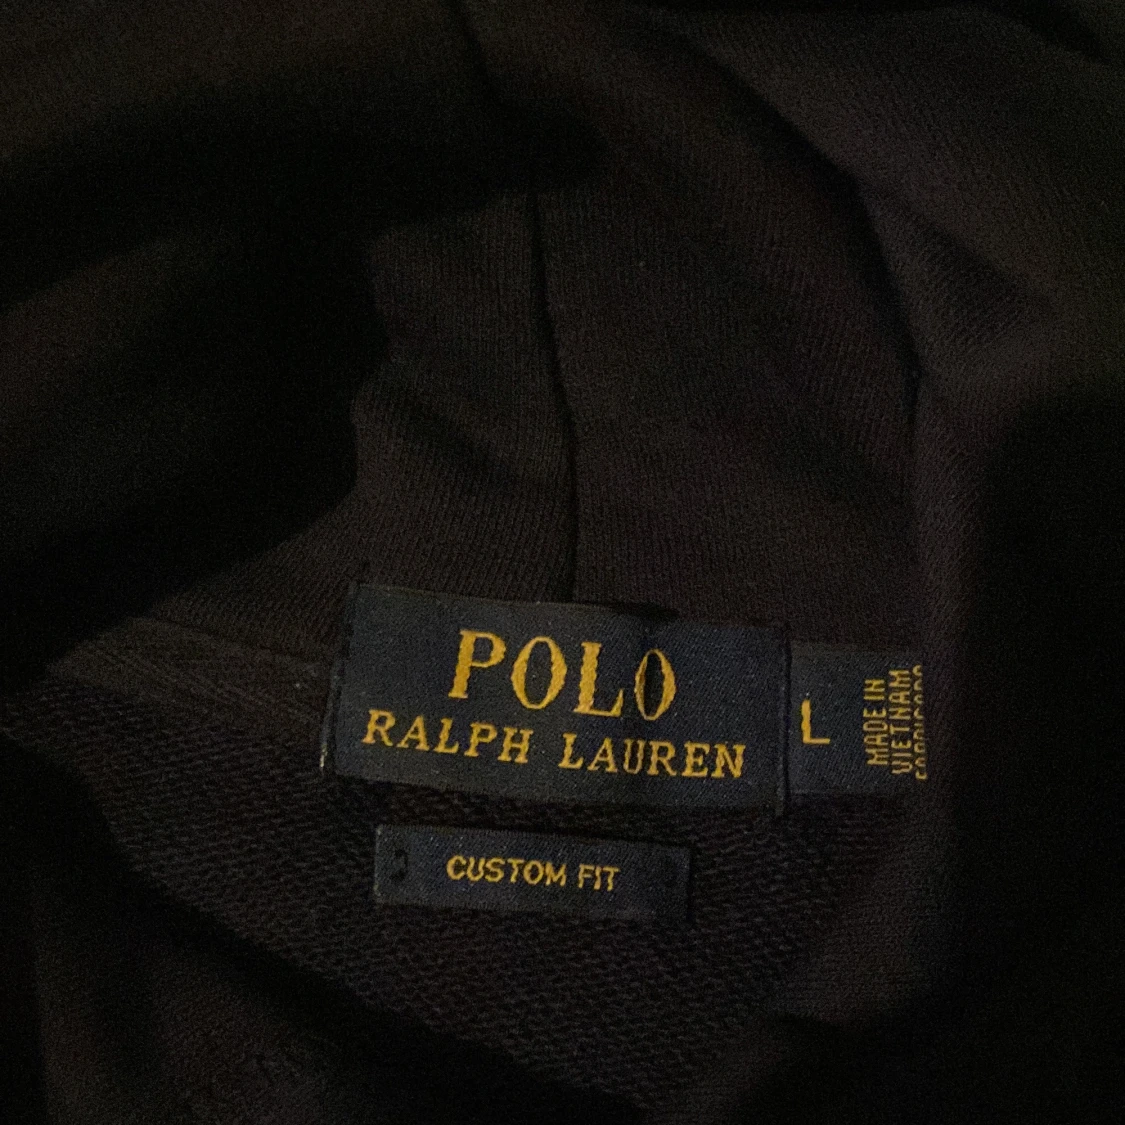 POLO
RALPH LAUREN
L
MADE IN
VIETNAM
CUSTOM FIT